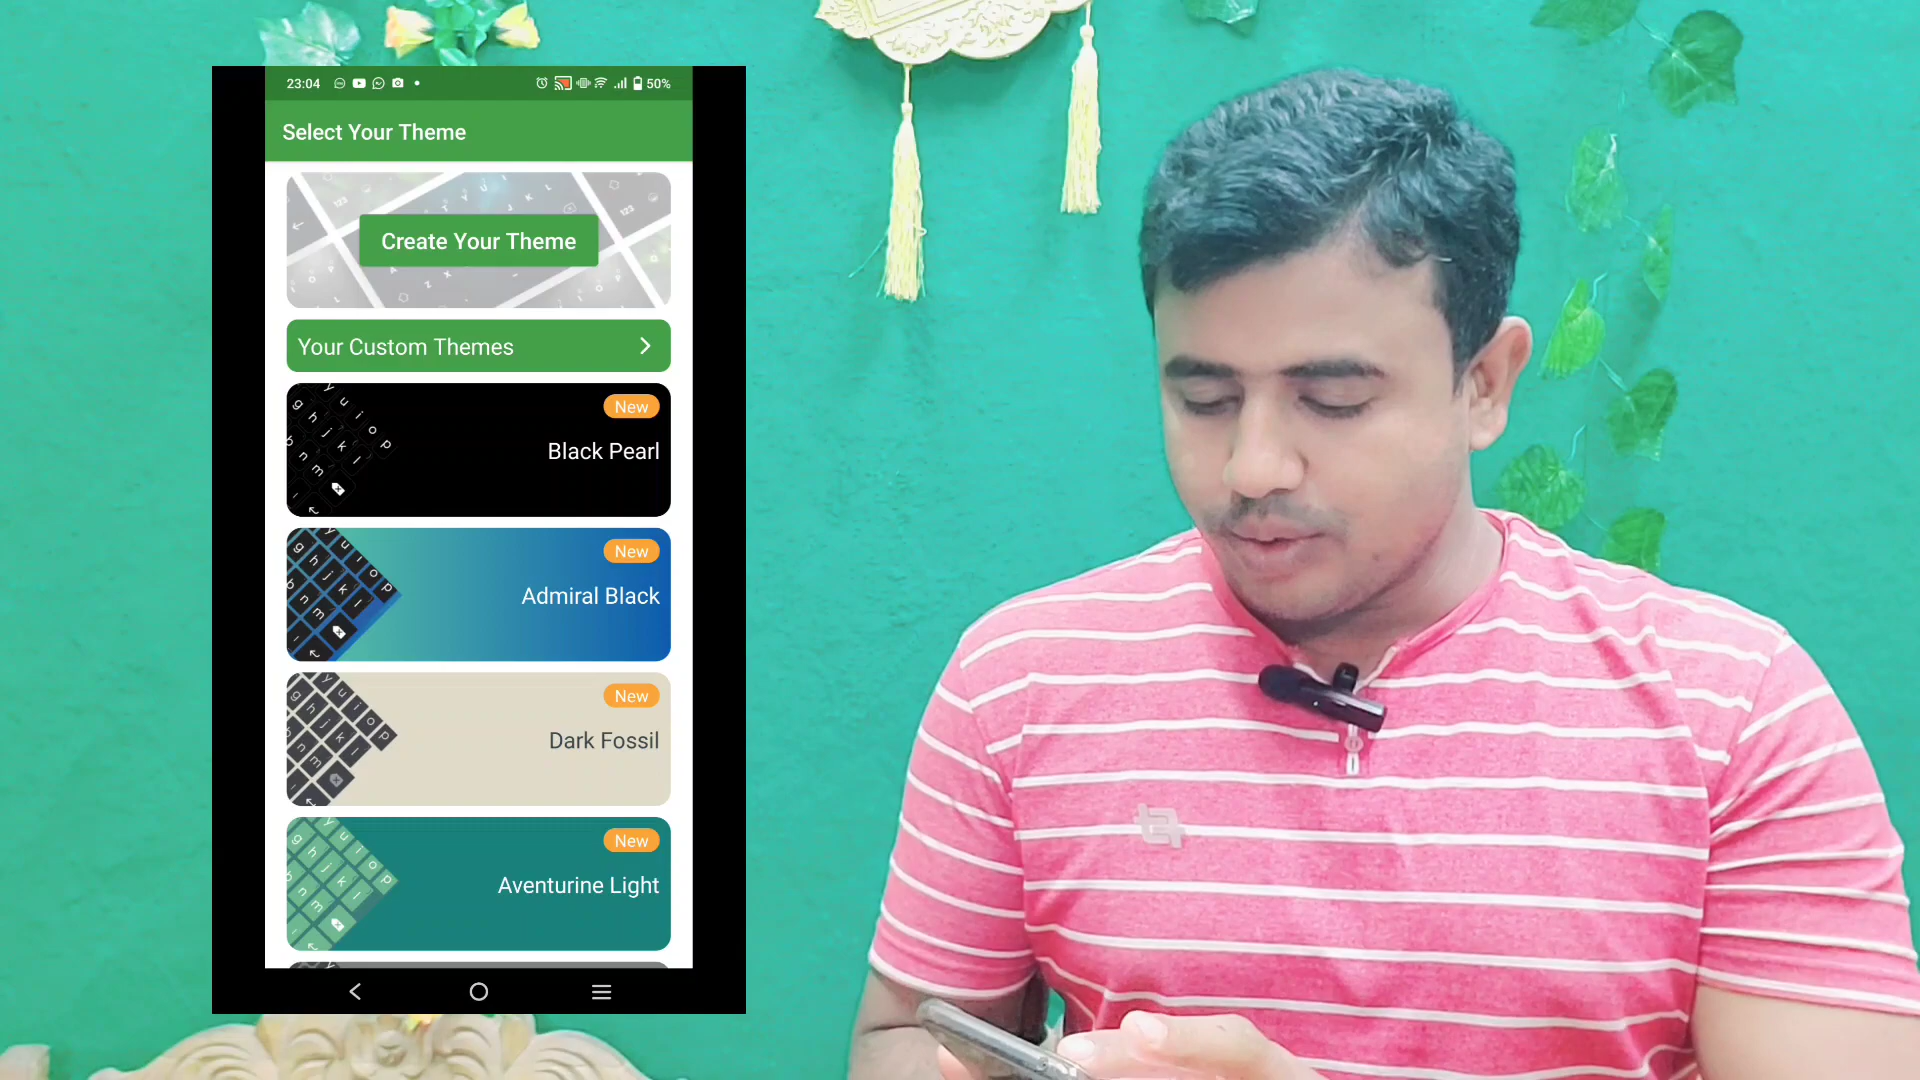 23:04
50%
Select Your Theme
Create Your Theme
Your Custom Themes
New
Black Pearl
New
Admiral Black
New
Dark Fossil
New
Aventurine Light